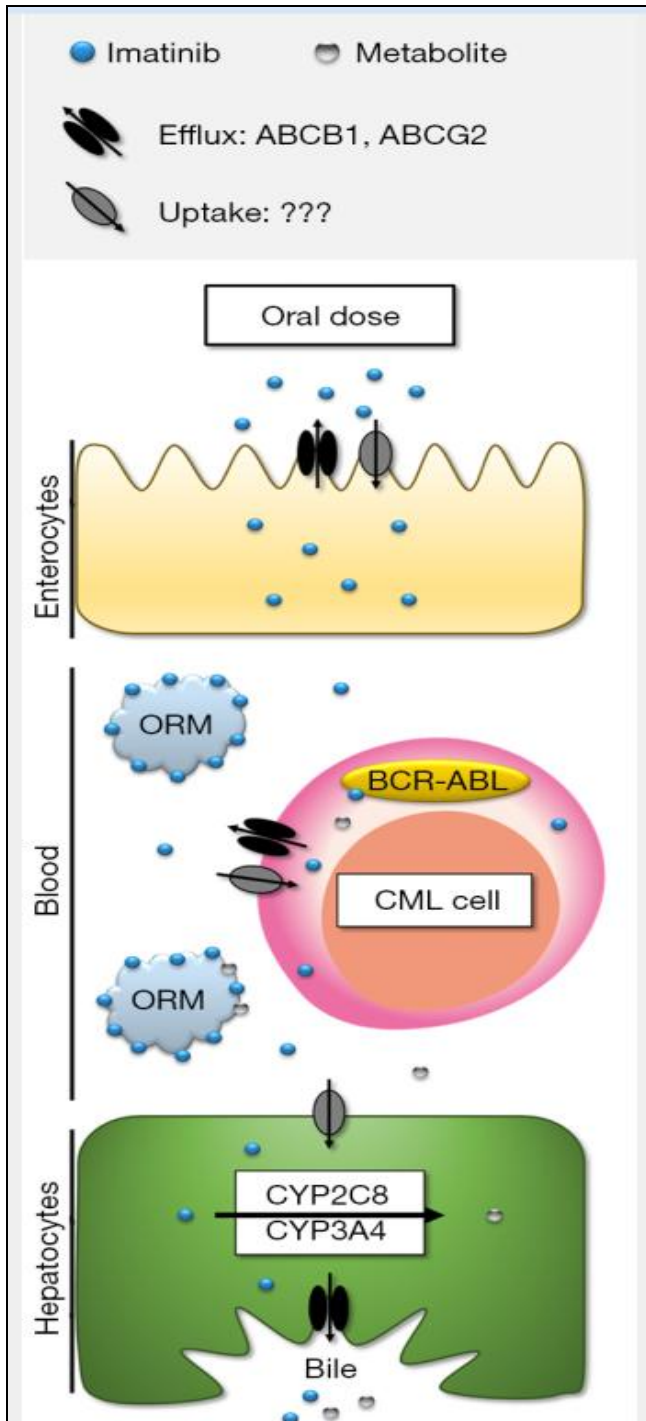 Imatinib
Metabolite
Efflux: ABCB1, ABCG2
Uptake: ???
Oral dose
Enterocytes
Blood
ORM
BCR-ABL
CML cell
ORM
Hepatocytes
CYP2C8
CYP3A4
Bile